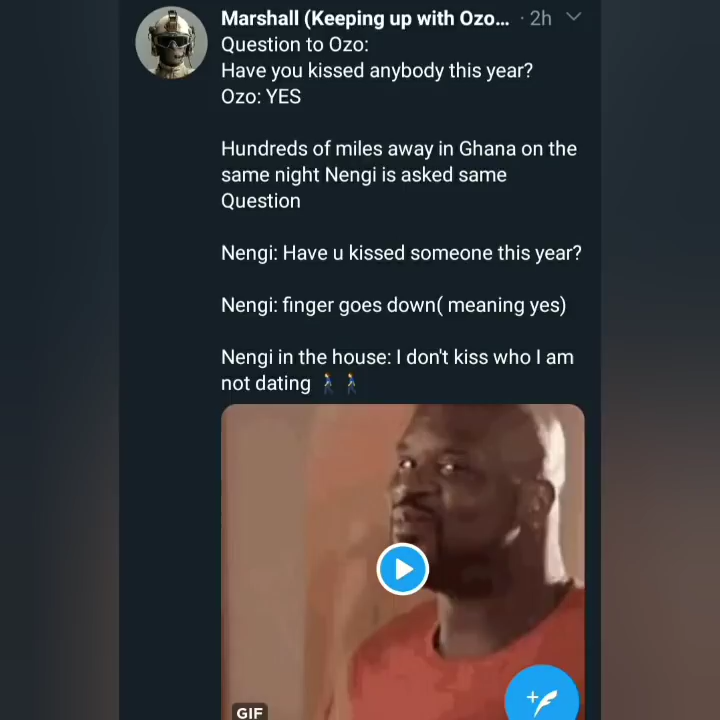 Marshall (Keeping up with Ozo... · 2h
Question to Ozo:
Have you kissed anybody this year?
Ozo: YES
Hundreds of miles away in Ghana on the
same night Nengi is asked same
Question
Nengi: Have u kissed someone this year?
Nengi: finger goes down( meaning yes)
Nengi in the house: I don't kiss who I am
not dating 🚶‍♂️🚶‍♂️
GIF